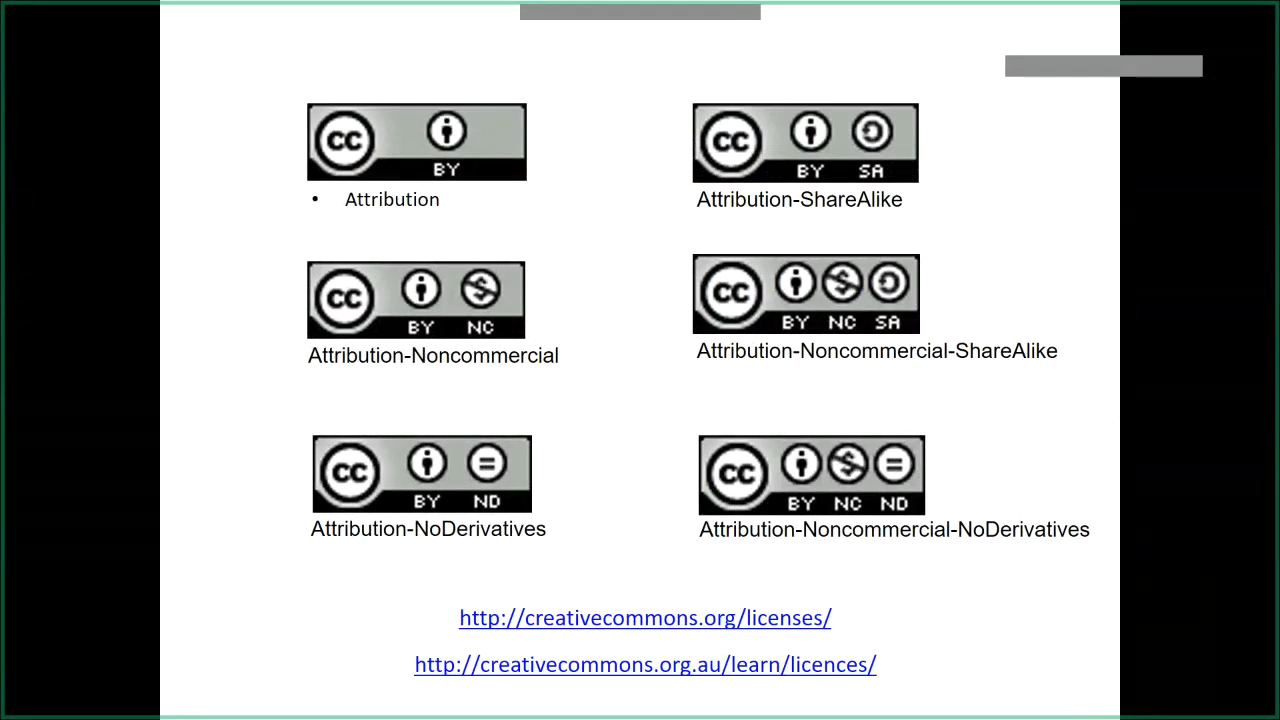 CC BY
• Attribution
CC BY SA
Attribution-ShareAlike
CC BY NC
Attribution-Noncommercial
CC BY NC SA
Attribution-Noncommercial-ShareAlike
CC BY ND
Attribution-NoDerivatives
CC BY NC ND
Attribution-Noncommercial-NoDerivatives
http://creativecommons.org/licenses/
http://creativecommons.org.au/learn/licences/